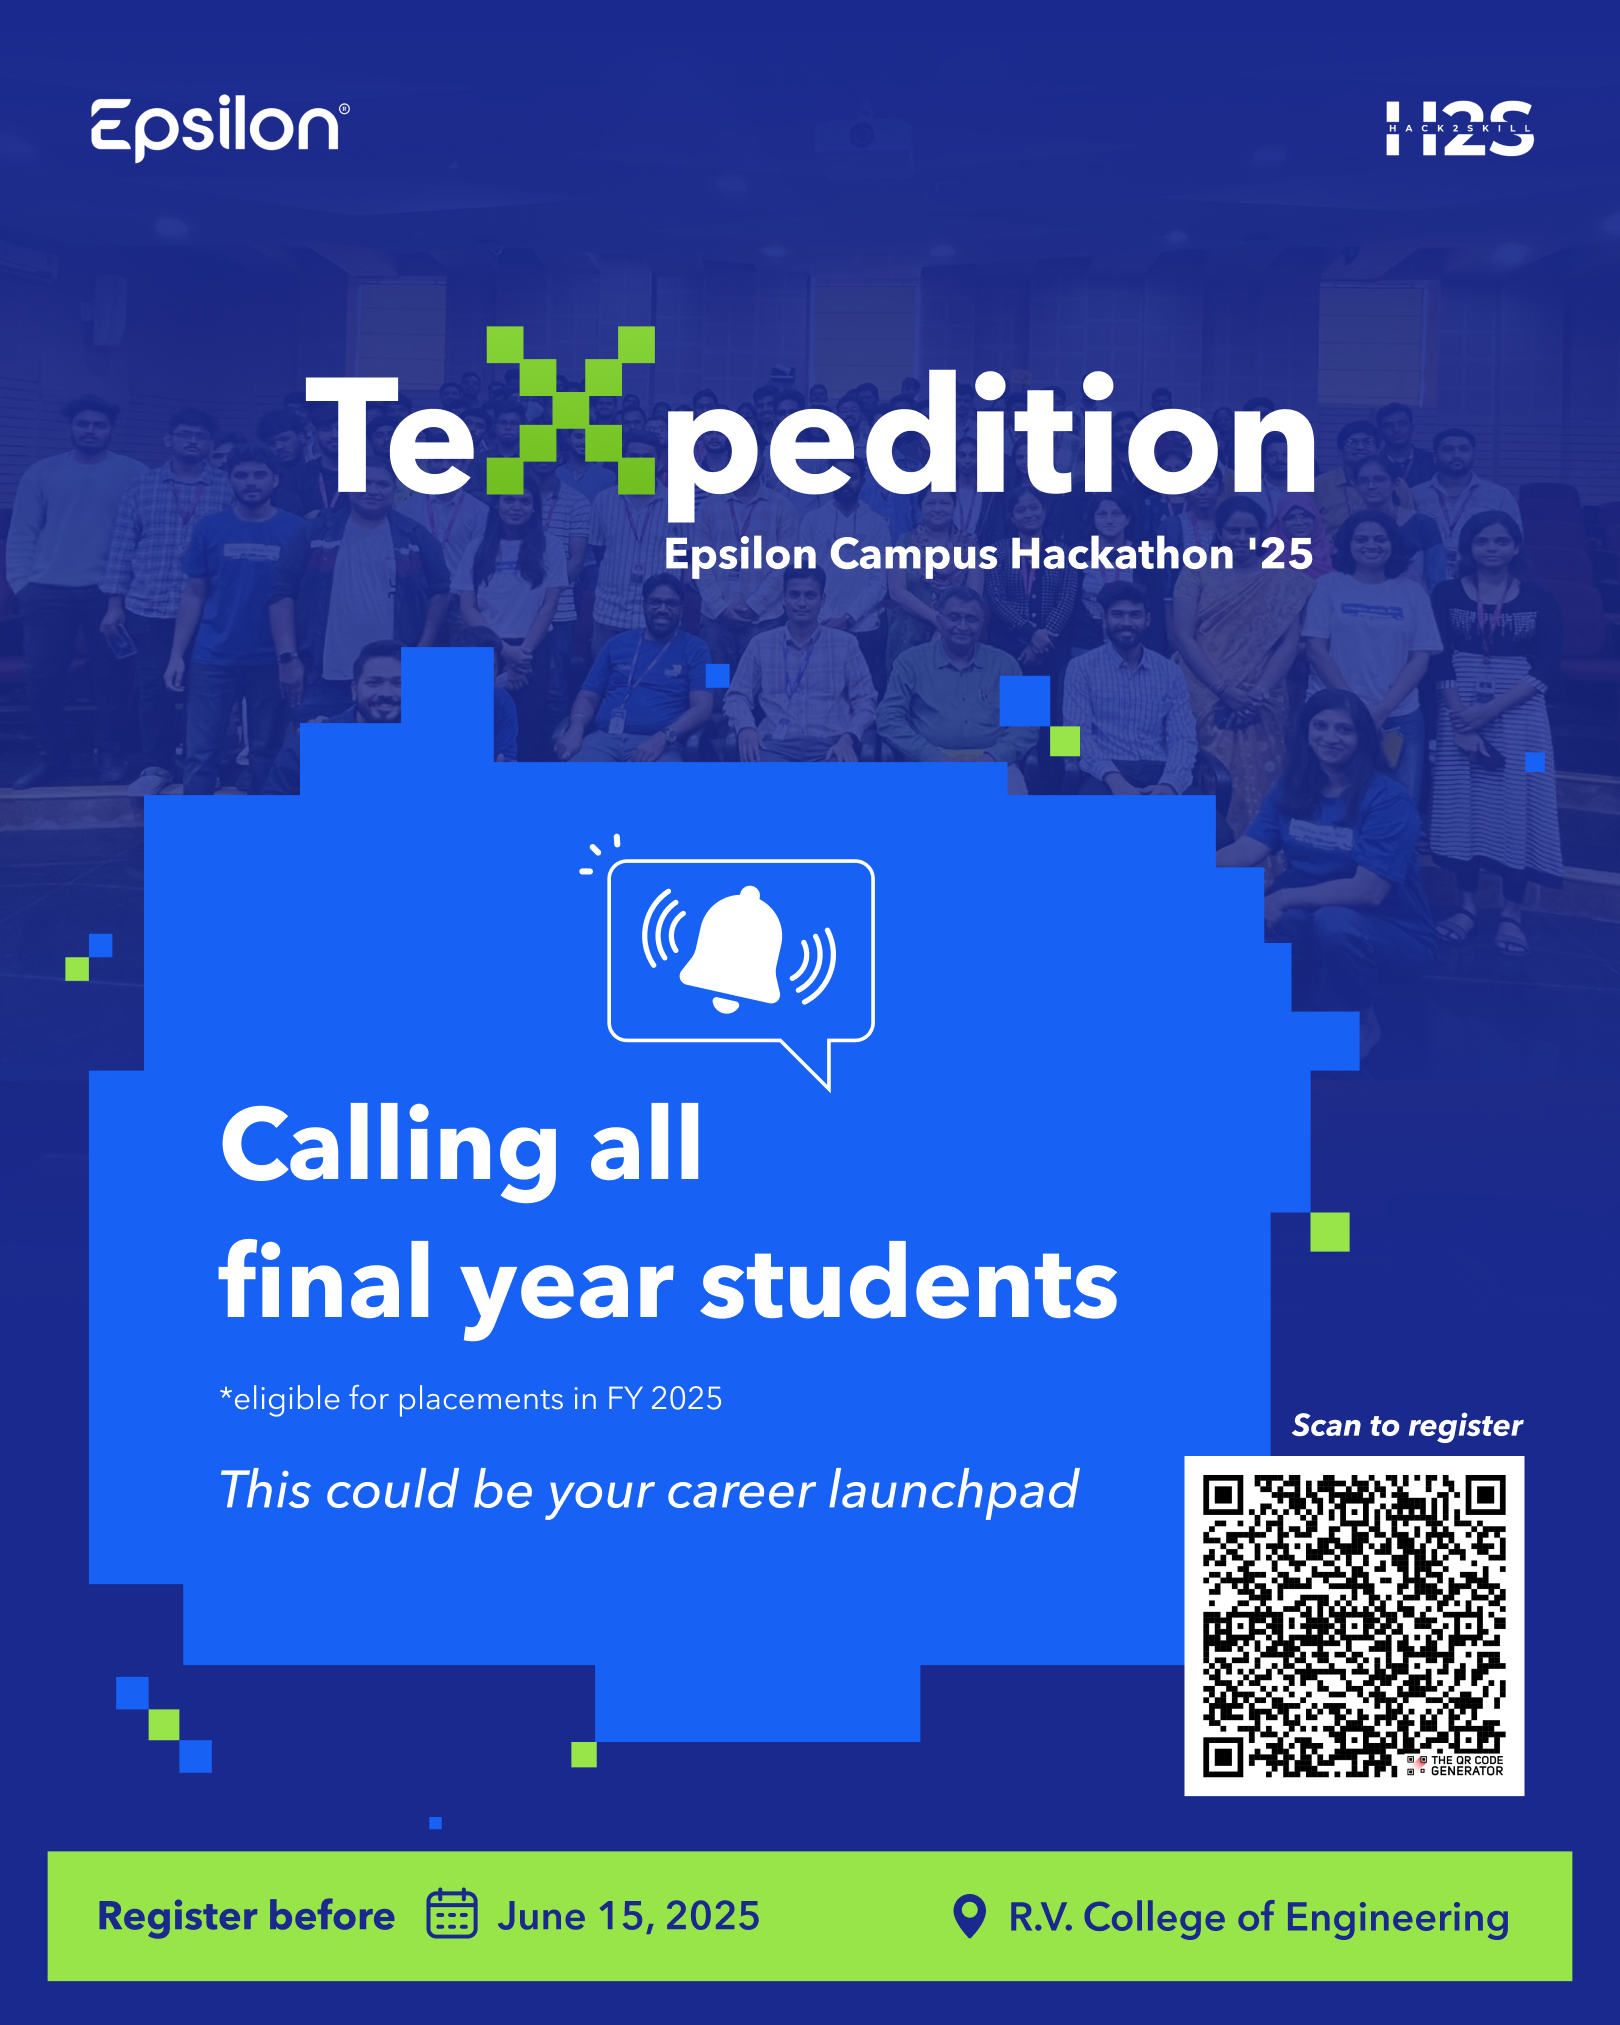 Epsilon®
H2S
HACK2SKILL
TeXpedition
Epsilon Campus Hackathon '25
Calling all
final year students
*eligible for placements in FY 2025
This could be your career launchpad
Scan to register
THE QR CODE
GENERATOR
Register before June 15, 2025
R.V. College of Engineering